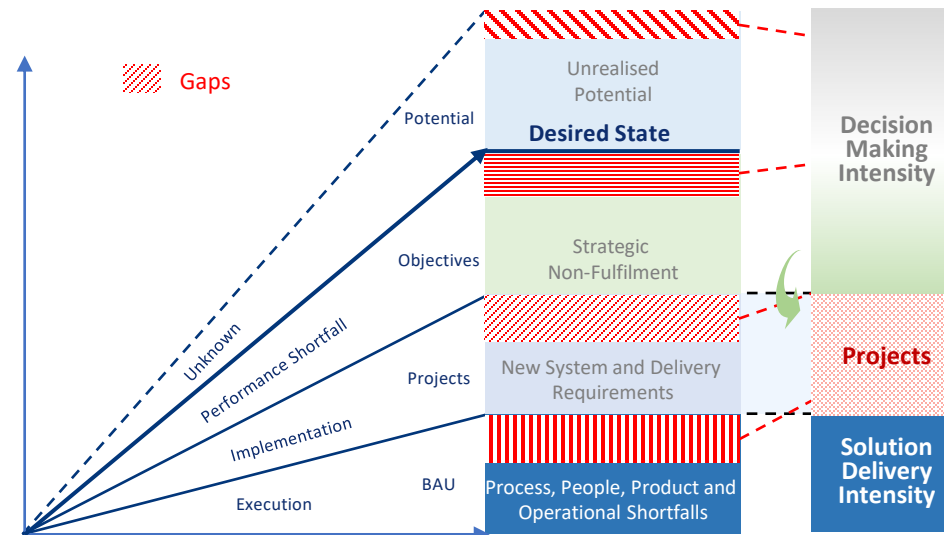 Gaps
Potential
Objectives
Projects
BAU
Unknown
Performance Shortfall
Implementation
Execution
Unrealised
Potential
Desired State
Strategic
Non-Fulfilment
New System and Delivery
Requirements
Process, People, Product and
Operational Shortfalls
Decision
Making
Intensity
Projects
Solution
Delivery
Intensity